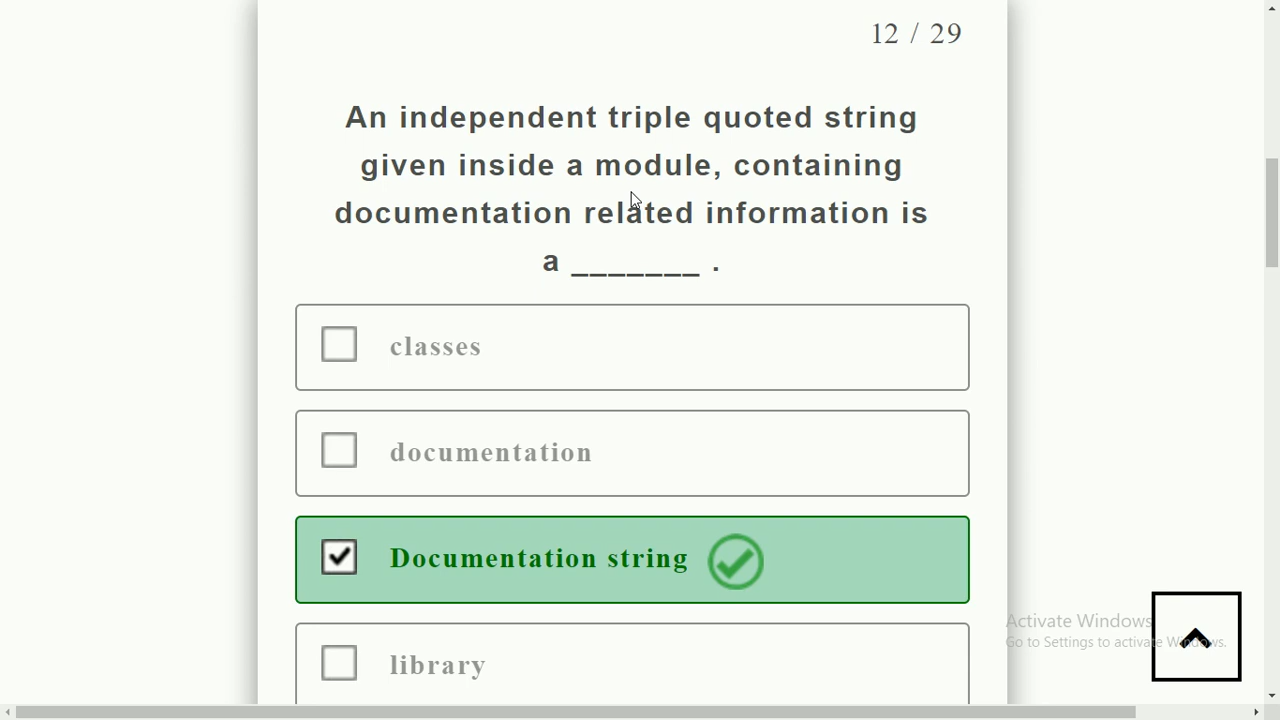 12 / 29
An independent triple quoted string
given inside a module, containing
documentation related information is
a _______ .
classes
documentation
Documentation string
library
Activate Windows
Go to Settings to activate Windows.